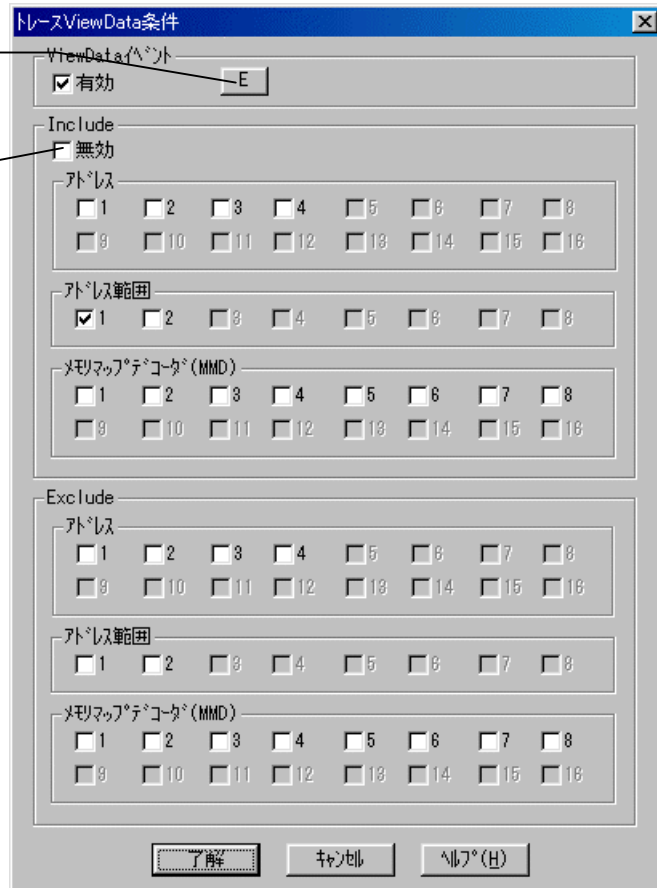 トレースViewData条件
ViewDataイベント
有効 E
Include
無効
アドレス
1 2 3 4 5 6 7 8
9 10 11 12 13 14 15 16
アドレス範囲
1 2 3 4 5 6 7 8
メモリマップデコーダ(MMD)
1 2 3 4 5 6 7 8
9 10 11 12 13 14 15 16
Exclude
アドレス
1 2 3 4 5 6 7 8
9 10 11 12 13 14 15 16
アドレス範囲
1 2 3 4 5 6 7 8
メモリマップデコーダ(MMD)
1 2 3 4 5 6 7 8
9 10 11 12 13 14 15 16
了解 キャンセル ヘルプ(H)